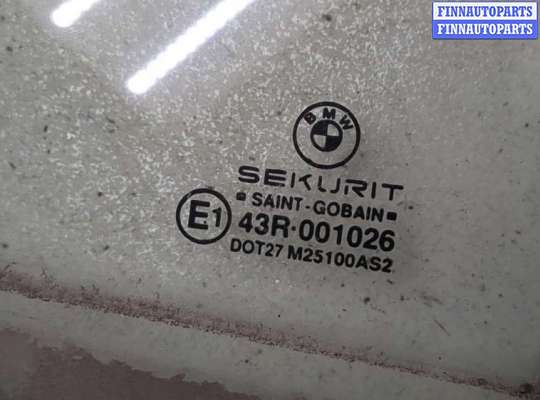 FINNAUTOPARTS
FINNAUTOPARTS
BMW
SEKURIT
SAINT-GOBAIN
E1 43R·001026
DOT27 M25100AS2